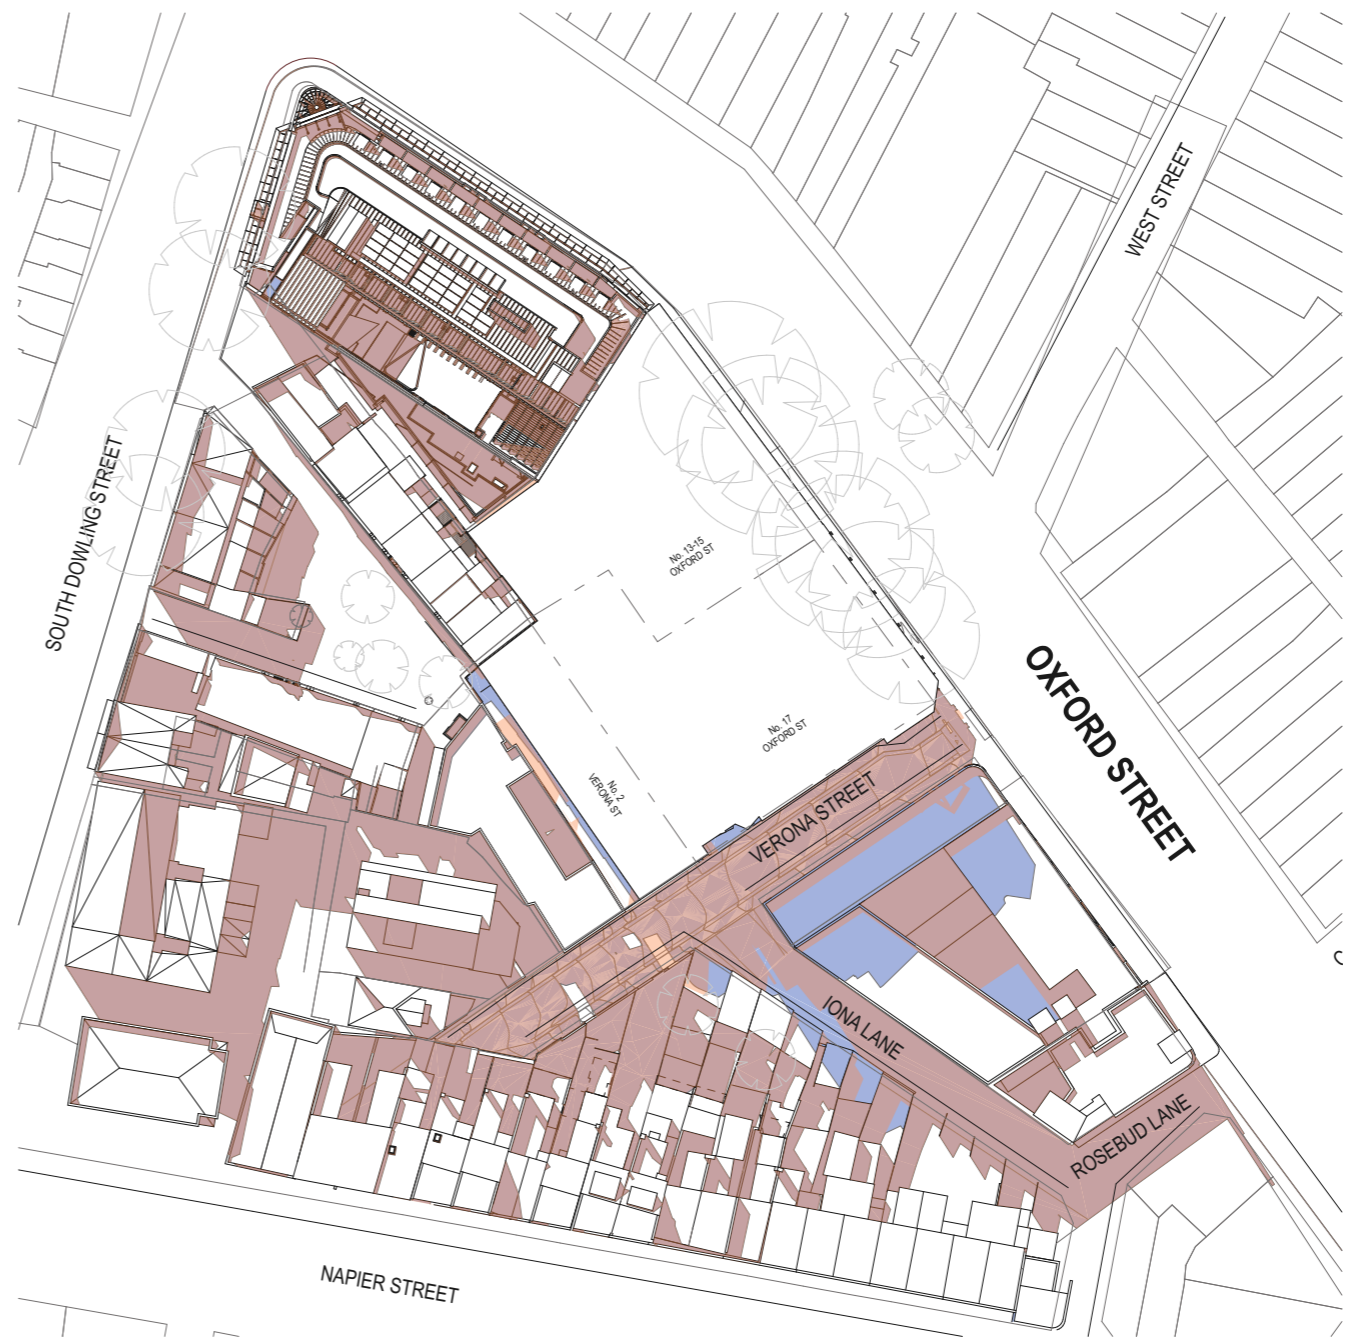 WEST STREET
SOUTH DOWLING STREET
No. 13-15
OXFORD ST
OXFORD STREET
No. 17
OXFORD ST
No. 2
VERONA ST
VERONA STREET
IONA LANE
ROSEBUD LANE
NAPIER STREET